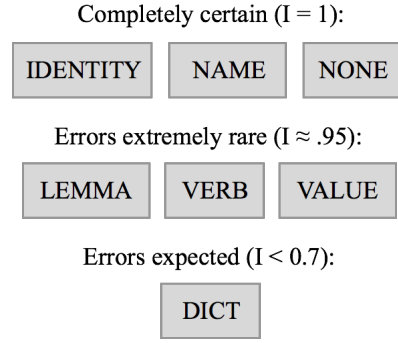 Completely certain (I = 1):
IDENTITY NAME NONE
Errors extremely rare (I ≈ .95):
LEMMA VERB VALUE
Errors expected (I < 0.7):
DICT